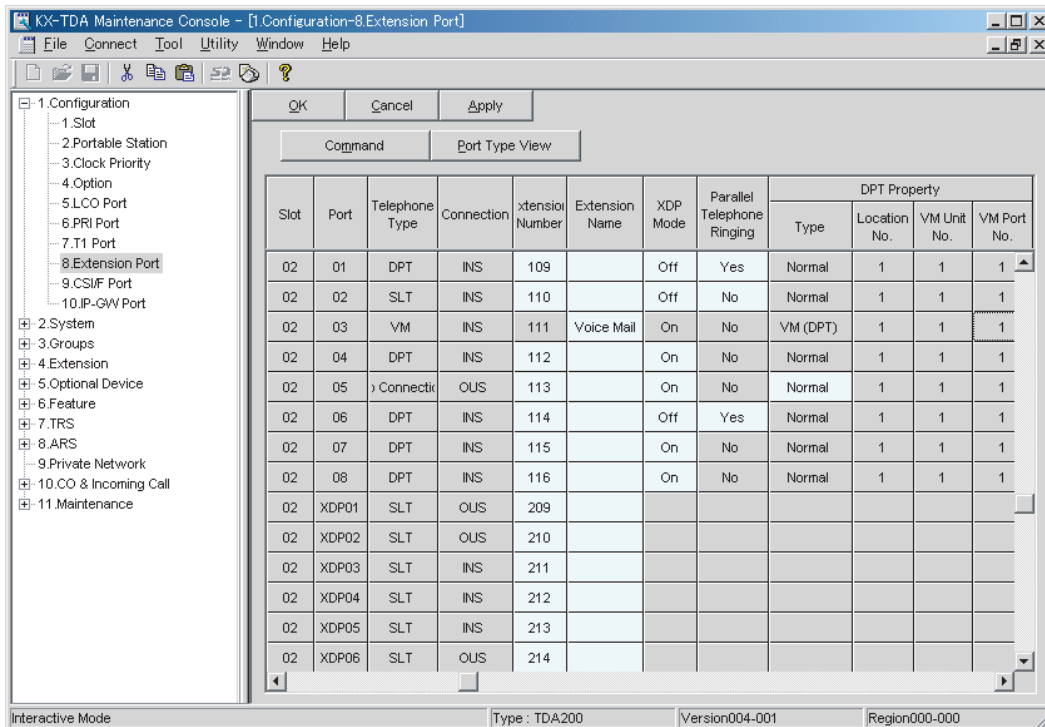 KX-TDA Maintenance Console - [1.Configuration-8.Extension Port]
File Connect Tool Utility Window Help
1.Configuration
1.Slot
2.Portable Station
3.Clock Priority
4.Option
5.LCO Port
6.PRI Port
7.T1 Port
8.Extension Port
9.CSI/F Port
10.IP-GW Port
2.System
3.Groups
4.Extension
5.Optional Device
6.Feature
7.TRS
8.ARS
9.Private Network
10.CO & Incoming Call
11.Maintenance
OK Cancel Apply
Command Port Type View
Slot Port Telephone Type Connection xtension Number Extension Name XDP Mode Parallel Telephone Ringing DPT Property
Type Location No. VM Unit No. VM Port No.
02 01 DPT INS 109 Off Yes Normal 1 1 1
02 02 SLT INS 110 Off No Normal 1 1 1
02 03 VM INS 111 Voice Mail On No VM (DPT) 1 1 1
02 04 DPT INS 112 On No Normal 1 1 1
02 05 o Connectio OUS 113 On No Normal 1 1 1
02 06 DPT INS 114 Off Yes Normal 1 1 1
02 07 DPT INS 115 On No Normal 1 1 1
02 08 DPT INS 116 On No Normal 1 1 1
02 XDP01 SLT OUS 209
02 XDP02 SLT OUS 210
02 XDP03 SLT INS 211
02 XDP04 SLT INS 212
02 XDP05 SLT INS 213
02 XDP06 SLT OUS 214
Interactive Mode Type : TDA200 Version004-001 Region000-000